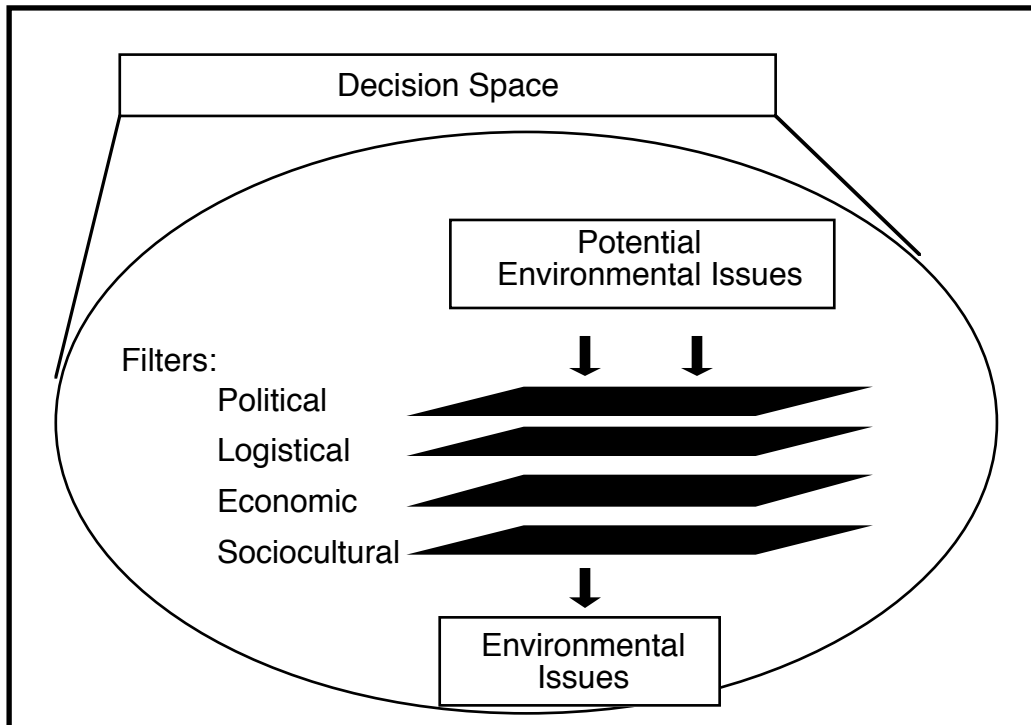 Decision Space
Potential
Environmental Issues
Filters:
Political
Logistical
Economic
Sociocultural
Environmental
Issues